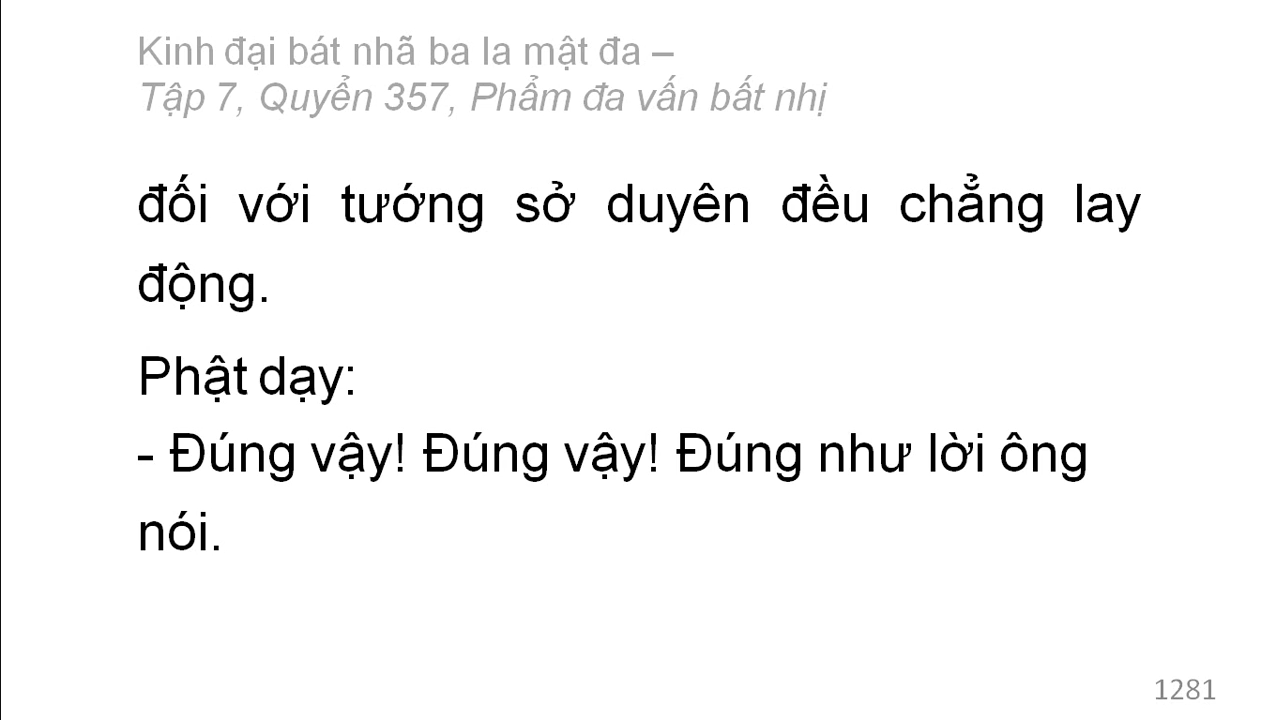 Kinh đại bát nhã ba la mật đa –
Tập 7, Quyển 357, Phẩm đa vấn bất nhị
đối với tướng sở duyên đều chẳng lay
động.
Phật dạy:
- Đúng vậy! Đúng vậy! Đúng như lời ông
nói.
1281